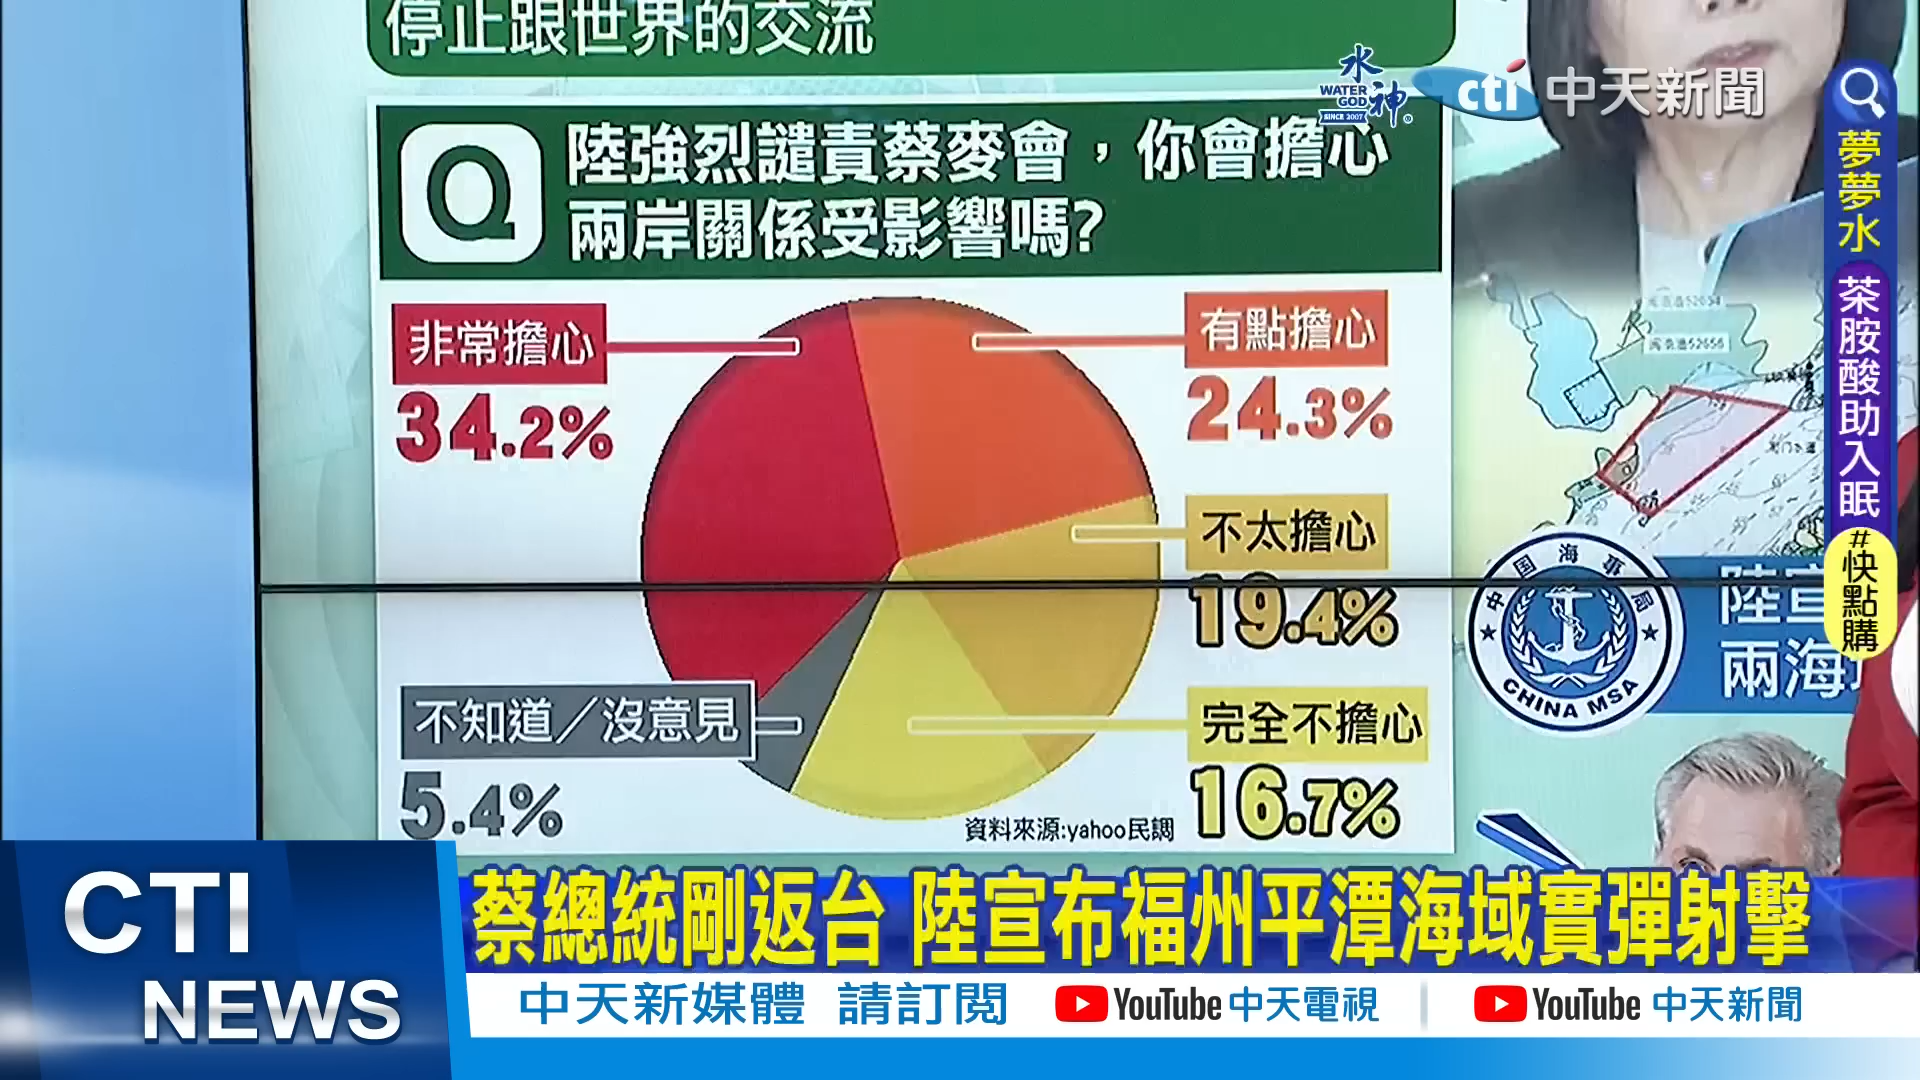 停止跟世界的交流
水神
WATER GOD
SINCE 2007
cti 中天新聞
Q
陸強烈譴責蔡麥會，你會擔心
兩岸關係受影響嗎?
非常擔心
34.2%
有點擔心
24.3%
不太擔心
19.4%
完全不擔心
16.7%
不知道／沒意見
5.4%
資料來源:yahoo民調
夢夢水
茶胺酸助入眠
#快點購
中国海事局
CHINA MSA
陸宣
兩海
CTI
NEWS
蔡總統剛返台 陸宣布福州平潭海域實彈射擊
中天新媒體 請訂閱 YouTube 中天電視 | YouTube 中天新聞